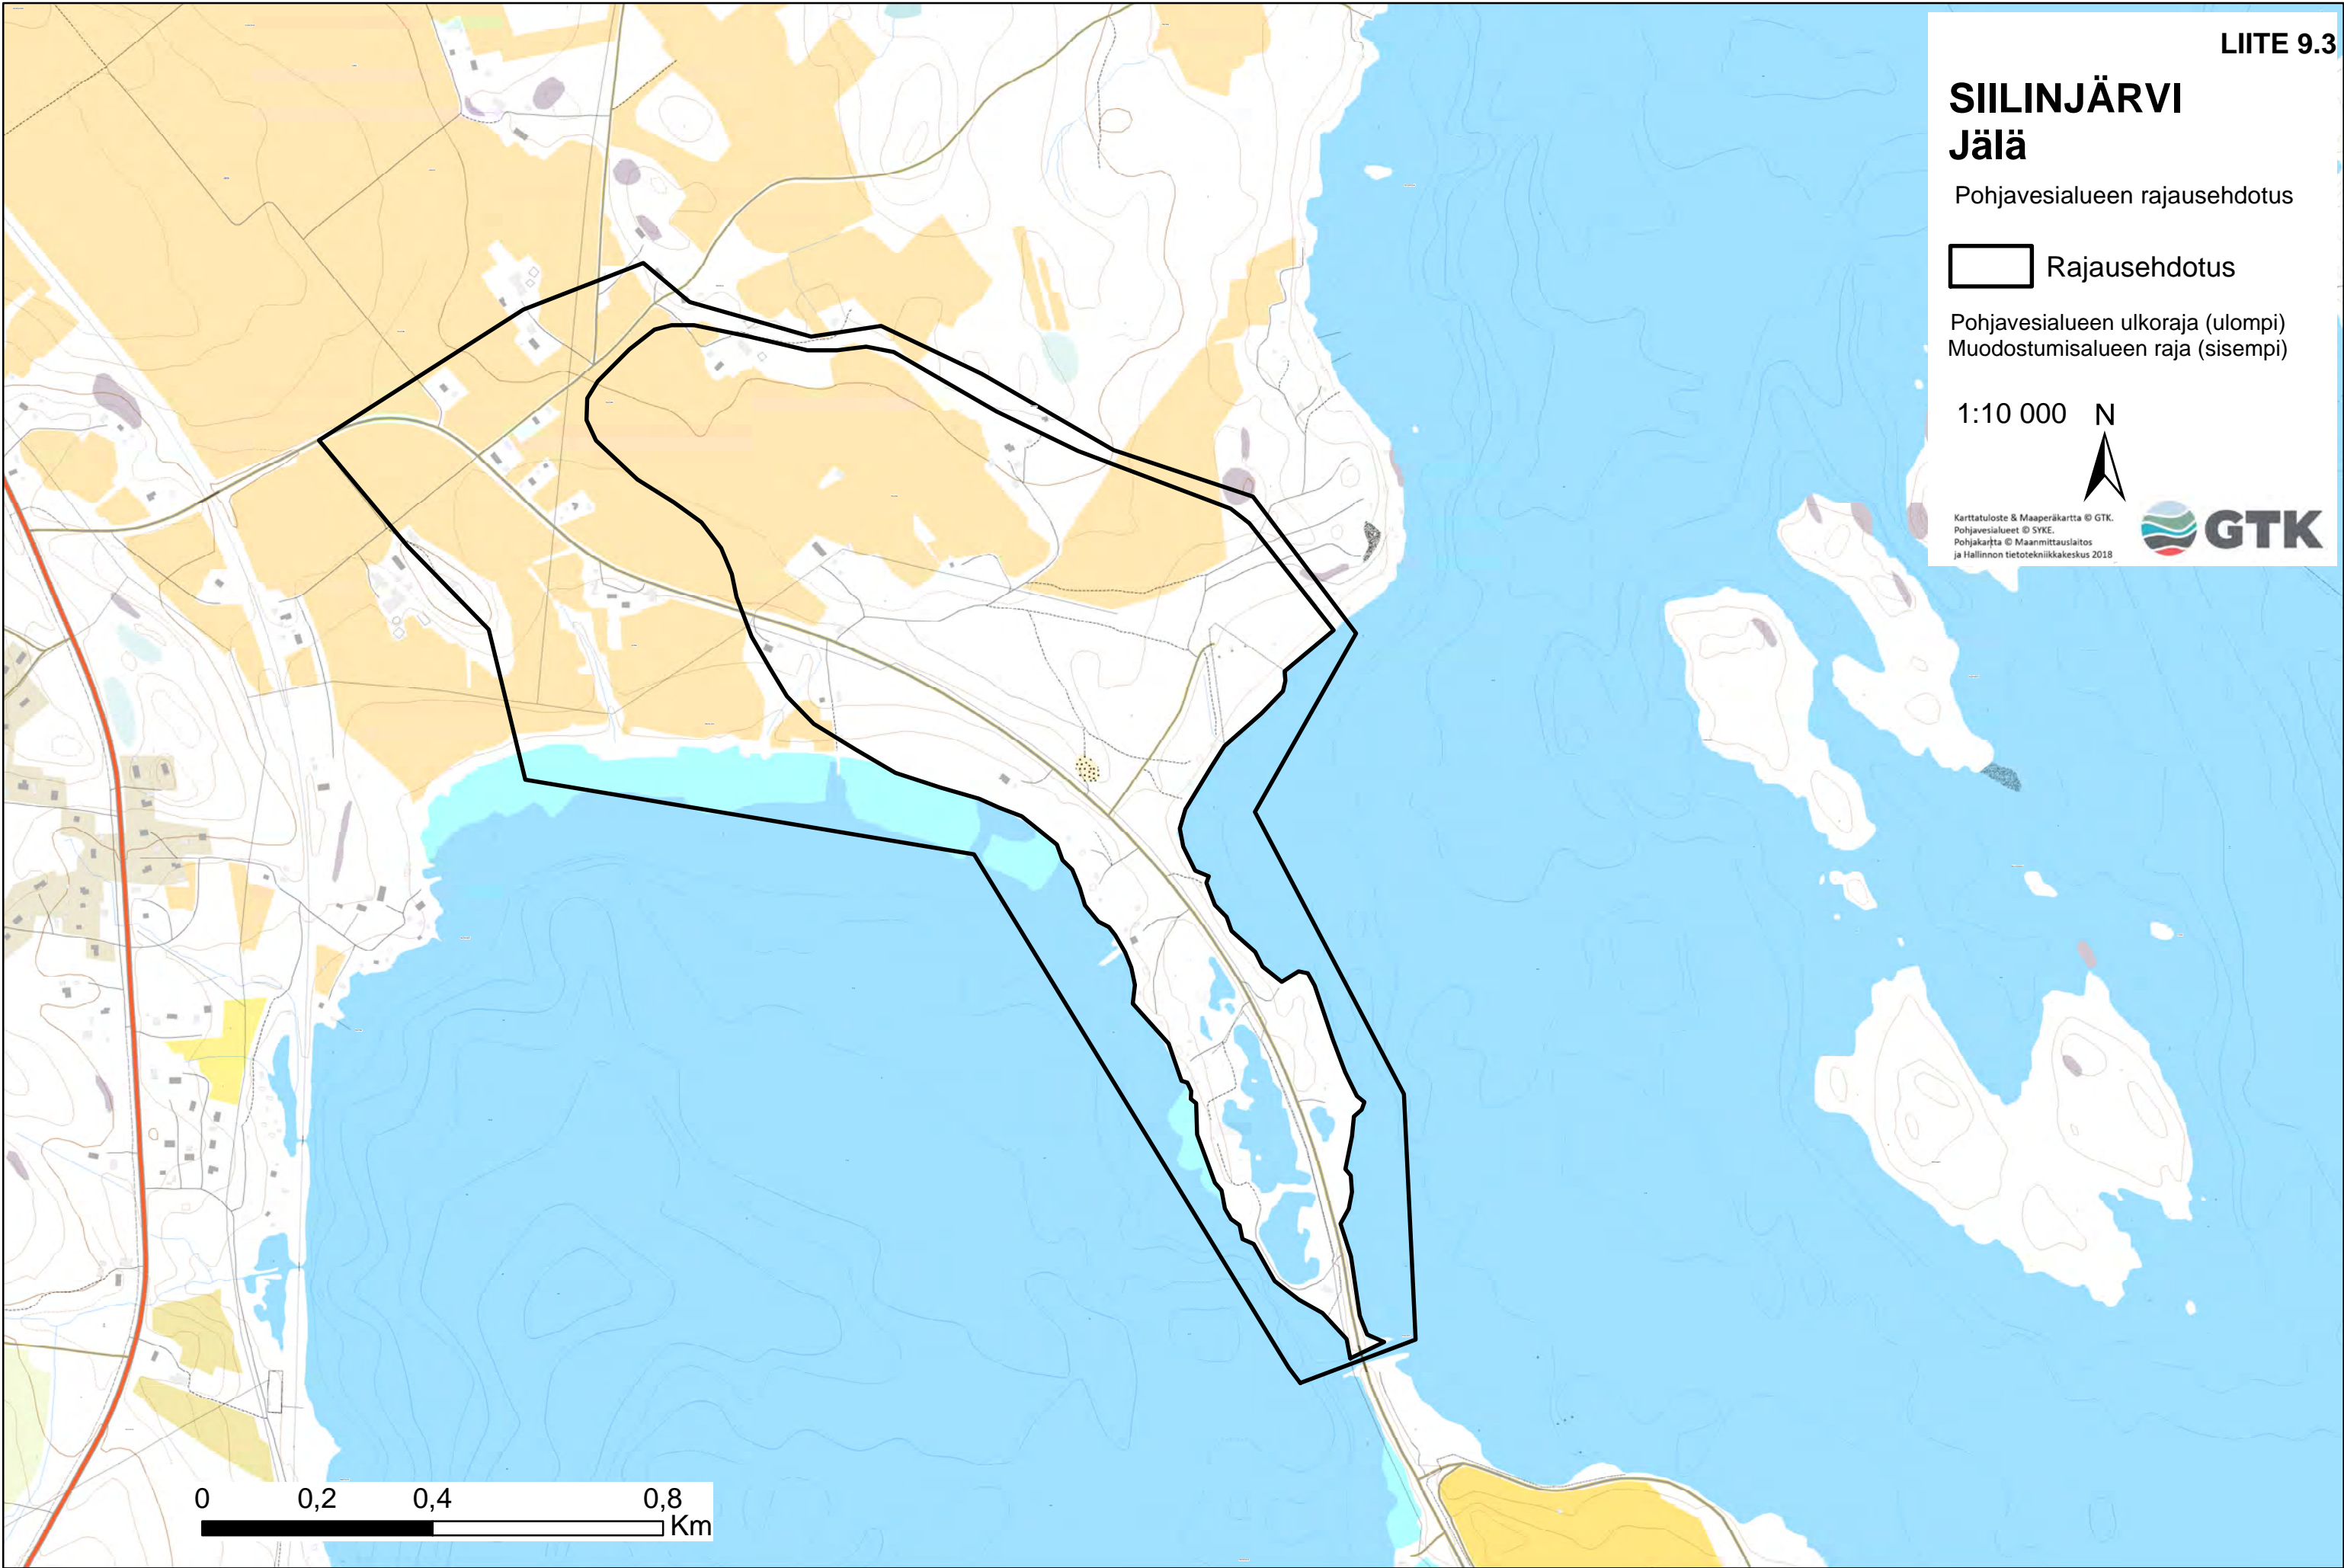 LIITE 9.3
SIILINJÄRVI
Jälä
Pohjavesialueen rajausehdotus
Rajausehdotus
Pohjavesialueen ulkoraja (ulompi)
Muodostumisalueen raja (sisempi)
1:10 000 N
Karttatuloste & Maaperäkartta © GTK.
Pohjavesialueet © SYKE.
Pohjakartta © Maanmittauslaitos
ja Hallinnon tietotekniikkakeskus 2018
GTK
0 0,2 0,4 0,8
Km